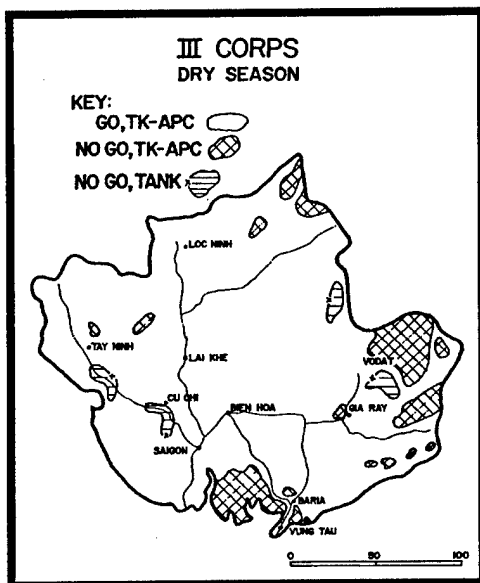 III CORPS
DRY SEASON
KEY:
GO,TK-APC
NO GO,TK-APC
NO GO,TANK
LOC NINH
TAY NINH
LAI KHE
VODAT
CU CHI
BIEN HOA
GIA RAY
SAIGON
BARIA
VUNG TAU
0 50 100